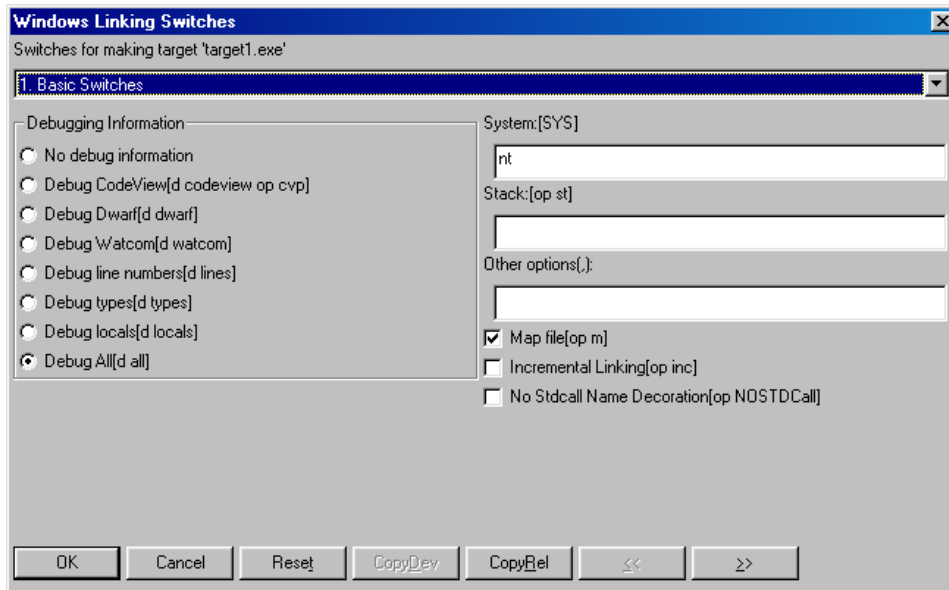 Windows Linking Switches
Switches for making target 'target1.exe'
1. Basic Switches
Debugging Information
No debug information
Debug CodeView[d codeview op cvp]
Debug Dwarf[d dwarf]
Debug Watcom[d watcom]
Debug line numbers[d lines]
Debug types[d types]
Debug locals[d locals]
Debug All[d all]
System:[SYS]
nt
Stack:[op st]
Other options(,):
Map file[op m]
Incremental Linking[op inc]
No Stdcall Name Decoration[op NOSTDCall]
OK
Cancel
Reset
CopyDev
CopyRel
<<
>>